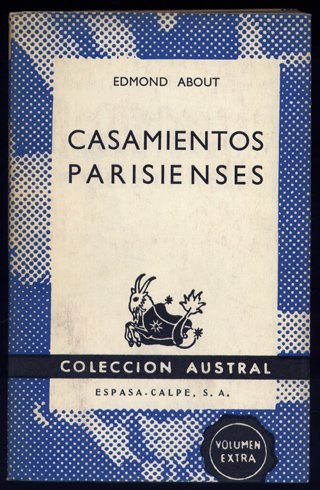 EDMOND ABOUT
CASAMIENTOS
PARISIENSES
COLECCION AUSTRAL
ESPASA-CALPE, S. A.
VOLUMEN
EXTRA